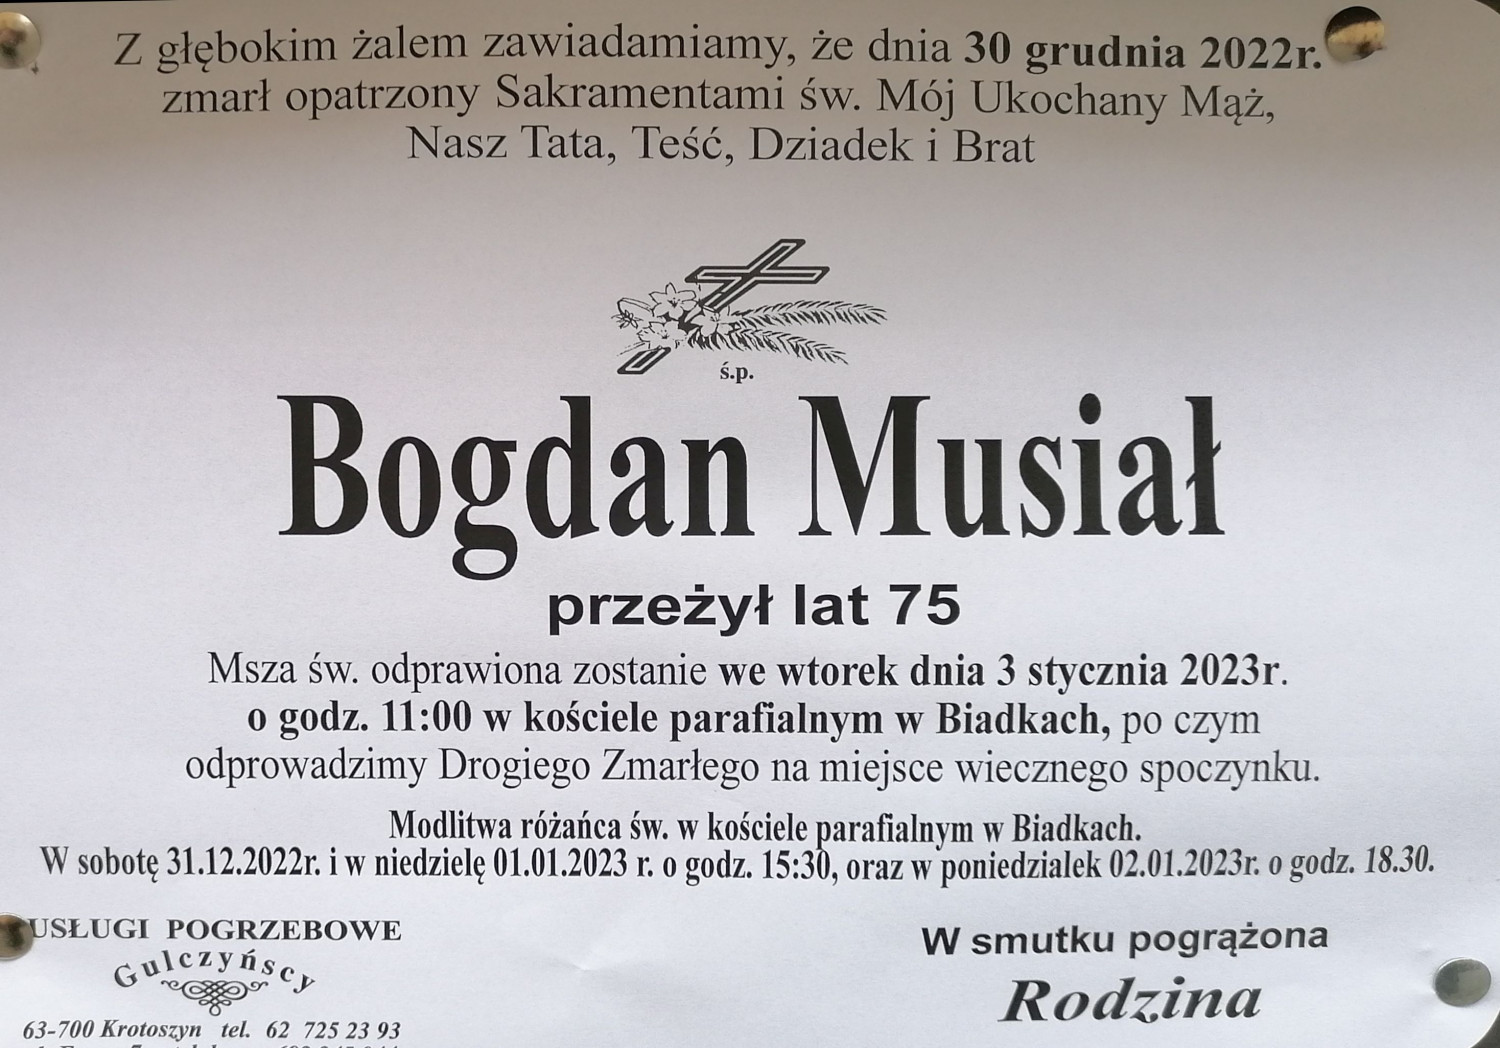 Z głębokim żalem zawiadamiamy, że dnia 30 grudnia 2022r.
zmarł opatrzony Sakramentami św. Mój Ukochany Mąż,
Nasz Tata, Teść, Dziadek i Brat
ś.p.
Bogdan Musiał
przeżył lat 75
Msza św. odprawiona zostanie we wtorek dnia 3 stycznia 2023r.
o godz. 11:00 w kościele parafialnym w Biadkach, po czym
odprowadzimy Drogiego Zmarłego na miejsce wiecznego spoczynku.
Modlitwa różańca św. w kościele parafialnym w Biadkach.
W sobotę 31.12.2022r. i w niedzielę 01.01.2023 r. o godz. 15:30, oraz w poniedzialek 02.01.2023r. o godz. 18.30.
USŁUGI POGRZEBOWE
Gulczyńscy
63-700 Krotoszyn tel. 62 725 23 93
W smutku pogrążona
Rodzina